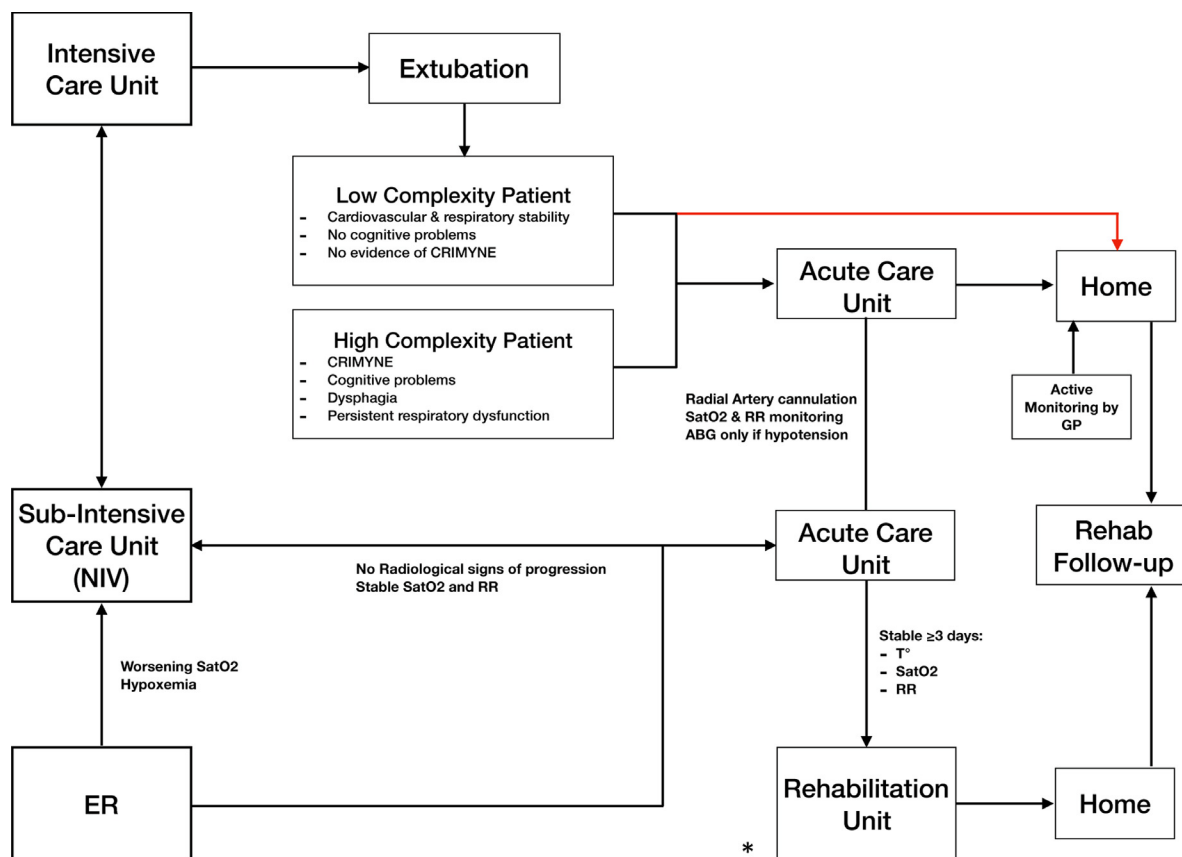 Intensive
Care Unit
Extubation
Low Complexity Patient
- Cardiovascular & respiratory stability
- No cognitive problems
- No evidence of CRIMYNE
High Complexity Patient
- CRIMYNE
- Cognitive problems
- Dysphagia
- Persistent respiratory dysfunction
Acute Care
Unit
Home
Active
Monitoring by
GP
Radial Artery cannulation
SatO2 & RR monitoring
ABG only if hypotension
Sub-Intensive
Care Unit
(NIV)
No Radiological signs of progression
Stable SatO2 and RR
Acute Care
Unit
Rehab
Follow-up
Worsening SatO2
Hypoxemia
Stable ≥3 days:
- T°
- SatO2
- RR
ER
Rehabilitation
Unit
Home
*